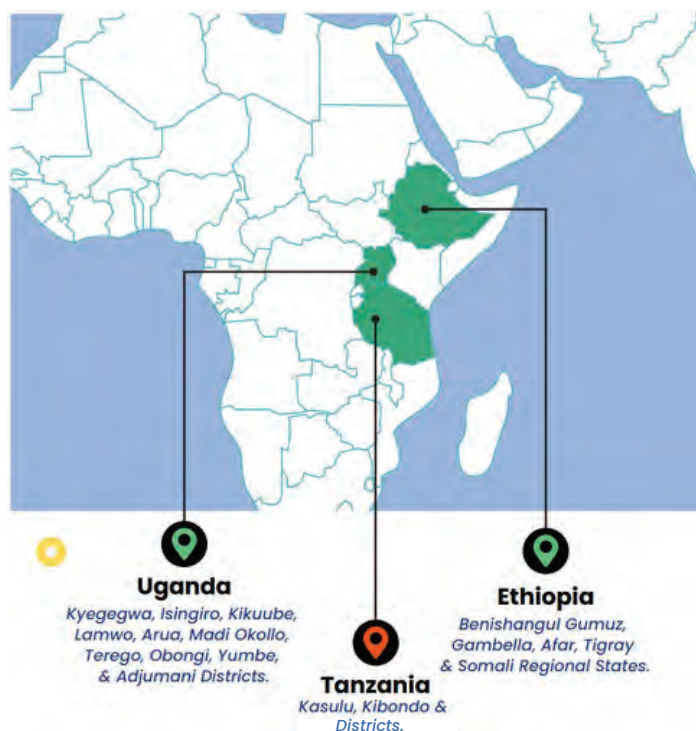 Uganda
Kyegegwa, Isingiro, Kikuube,
Lamwo, Arua, Madi Okollo,
Terego, Obongi, Yumbe,
& Adjumani Districts.
Tanzania
Kasulu, Kibondo &
Districts.
Ethiopia
Benishangul Gumuz,
Gambella, Afar, Tigray
& Somali Regional States.